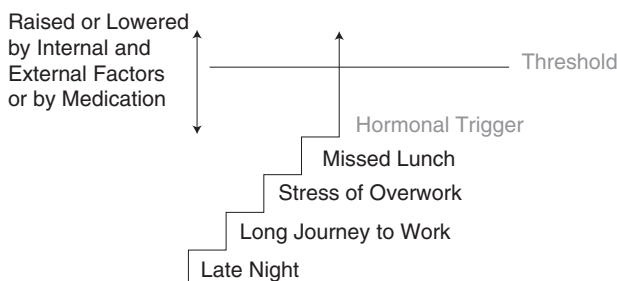 Raised or Lowered
by Internal and
External Factors
or by Medication
Threshold
Hormonal Trigger
Missed Lunch
Stress of Overwork
Long Journey to Work
Late Night